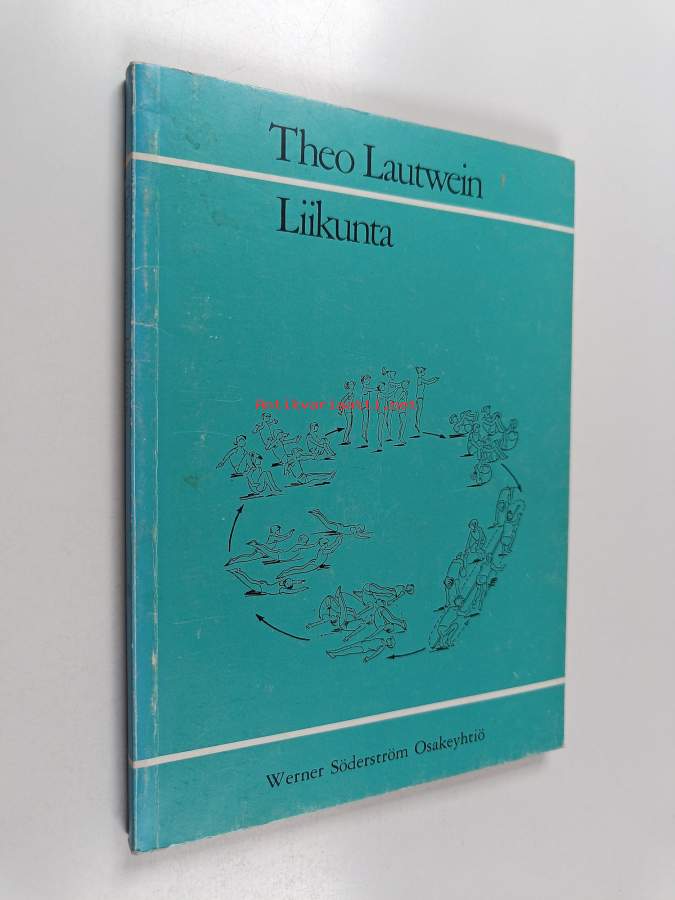 Theo Lautwein
Liikunta
Antikvariaatti.net
Werner Söderström Osakeyhtiö